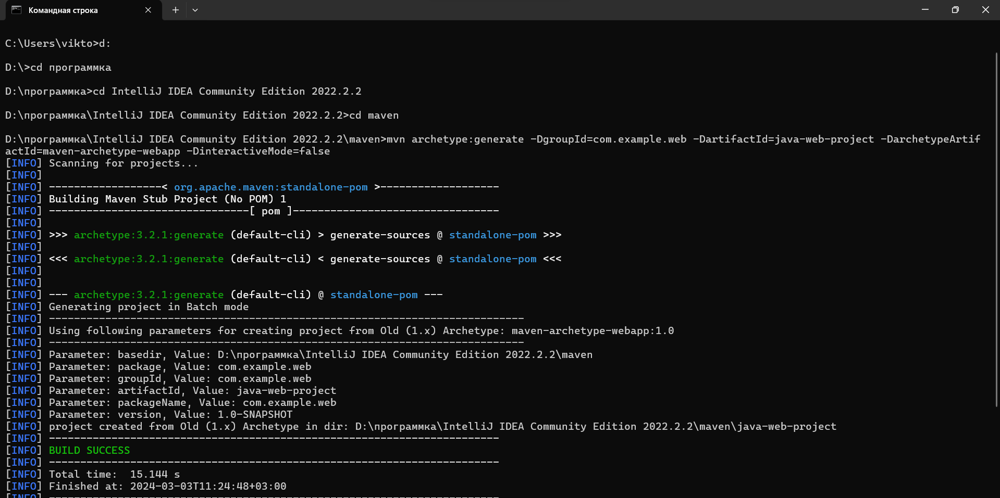 Командная строка
C:\Users\vikto>d:
D:\>cd программка
D:\программка>cd IntelliJ IDEA Community Edition 2022.2.2
D:\программка\IntelliJ IDEA Community Edition 2022.2.2>cd maven
D:\программка\IntelliJ IDEA Community Edition 2022.2.2\maven>mvn archetype:generate -DgroupId=com.example.web -DartifactId=java-web-project -DarchetypeArtif
actId=maven-archetype-webapp -DinteractiveMode=false
[INFO] Scanning for projects...
[INFO]
[INFO] ------------------< org.apache.maven:standalone-pom >-------------------
[INFO] Building Maven Stub Project (No POM) 1
[INFO] --------------------------------[ pom ]---------------------------------
[INFO]
[INFO] >>> archetype:3.2.1:generate (default-cli) > generate-sources @ standalone-pom >>>
[INFO]
[INFO] <<< archetype:3.2.1:generate (default-cli) < generate-sources @ standalone-pom <<<
[INFO]
[INFO]
[INFO] --- archetype:3.2.1:generate (default-cli) @ standalone-pom ---
[INFO] Generating project in Batch mode
[INFO] ----------------------------------------------------------------------------
[INFO] Using following parameters for creating project from Old (1.x) Archetype: maven-archetype-webapp:1.0
[INFO] ----------------------------------------------------------------------------
[INFO] Parameter: basedir, Value: D:\программка\IntelliJ IDEA Community Edition 2022.2.2\maven
[INFO] Parameter: package, Value: com.example.web
[INFO] Parameter: groupId, Value: com.example.web
[INFO] Parameter: artifactId, Value: java-web-project
[INFO] Parameter: packageName, Value: com.example.web
[INFO] Parameter: version, Value: 1.0-SNAPSHOT
[INFO] project created from Old (1.x) Archetype in dir: D:\программка\IntelliJ IDEA Community Edition 2022.2.2\maven\java-web-project
[INFO] ------------------------------------------------------------------------
[INFO] BUILD SUCCESS
[INFO] ------------------------------------------------------------------------
[INFO] Total time:  15.144 s
[INFO] Finished at: 2024-03-03T11:24:48+03:00
[INFO] ------------------------------------------------------------------------